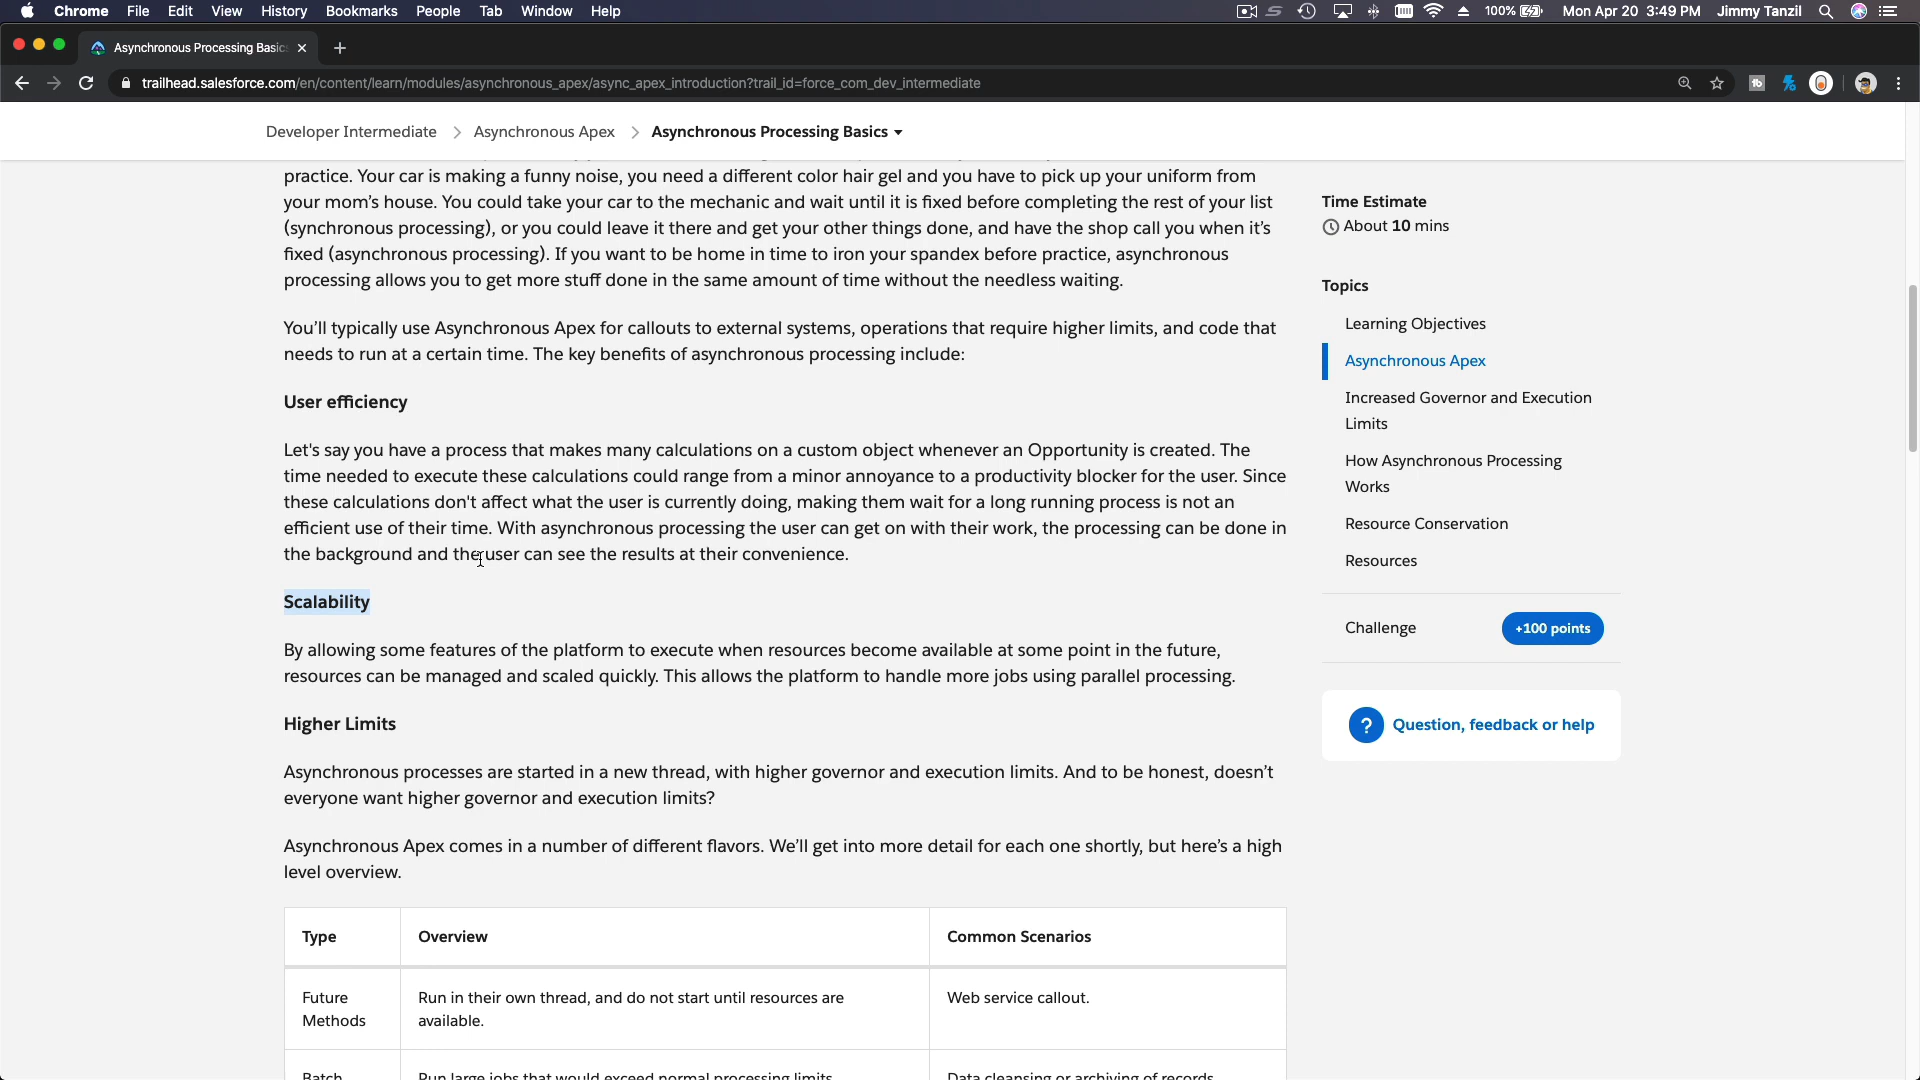 Chrome File Edit View History Bookmarks People Tab Window Help 100% Mon Apr 20 3:49 PM Jimmy Tanzil
Asynchronous Processing Basics
trailhead.salesforce.com/en/content/learn/modules/asynchronous_apex/async_apex_introduction?trail_id=force_com_dev_intermediate
Developer Intermediate > Asynchronous Apex > Asynchronous Processing Basics
practice. Your car is making a funny noise, you need a different color hair gel and you have to pick up your uniform from
your mom’s house. You could take your car to the mechanic and wait until it is fixed before completing the rest of your list
(synchronous processing), or you could leave it there and get your other things done, and have the shop call you when it’s
fixed (asynchronous processing). If you want to be home in time to iron your spandex before practice, asynchronous
processing allows you to get more stuff done in the same amount of time without the needless waiting.
You’ll typically use Asynchronous Apex for callouts to external systems, operations that require higher limits, and code that
needs to run at a certain time. The key benefits of asynchronous processing include:
User efficiency
Let's say you have a process that makes many calculations on a custom object whenever an Opportunity is created. The
time needed to execute these calculations could range from a minor annoyance to a productivity blocker for the user. Since
these calculations don't affect what the user is currently doing, making them wait for a long running process is not an
efficient use of their time. With asynchronous processing the user can get on with their work, the processing can be done in
the background and the user can see the results at their convenience.
Scalability
By allowing some features of the platform to execute when resources become available at some point in the future,
resources can be managed and scaled quickly. This allows the platform to handle more jobs using parallel processing.
Higher Limits
Asynchronous processes are started in a new thread, with higher governor and execution limits. And to be honest, doesn’t
everyone want higher governor and execution limits?
Asynchronous Apex comes in a number of different flavors. We’ll get into more detail for each one shortly, but here’s a high
level overview.
Type Overview Common Scenarios
Future Run in their own thread, and do not start until resources are Web service callout.
Methods available.
Batch Run large jobs that would exceed normal processing limits Data cleansing or archiving of records
Time Estimate
About 10 mins
Topics
Learning Objectives
Asynchronous Apex
Increased Governor and Execution
Limits
How Asynchronous Processing
Works
Resource Conservation
Resources
Challenge +100 points
? Question, feedback or help